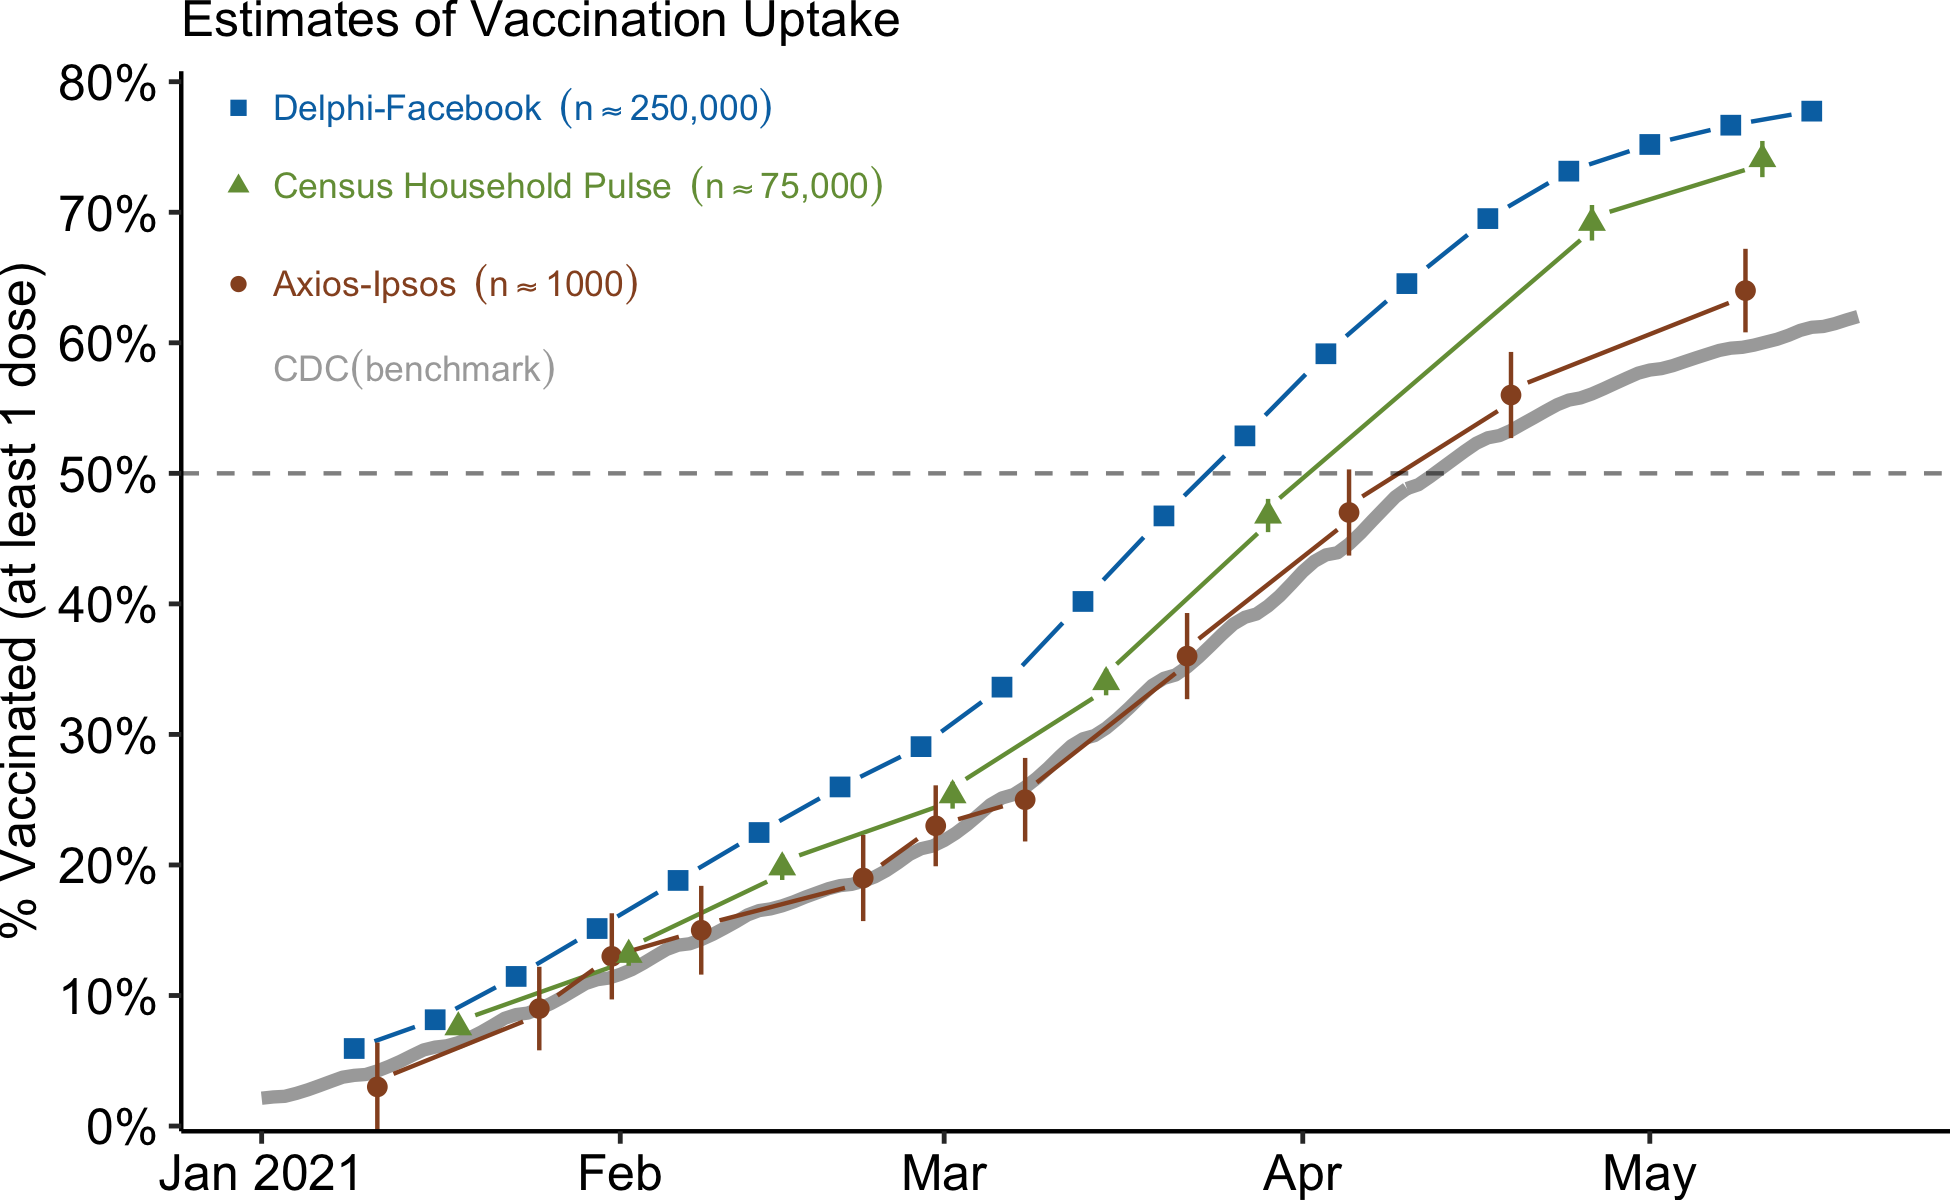 Estimates of Vaccination Uptake
80%
70%
60%
50%
40%
30%
20%
10%
0%
% Vaccinated (at least 1 dose)
Delphi-Facebook (n ≈ 250,000)
Census Household Pulse (n ≈ 75,000)
Axios-Ipsos (n ≈ 1000)
CDC(benchmark)
Jan 2021 Feb Mar Apr May